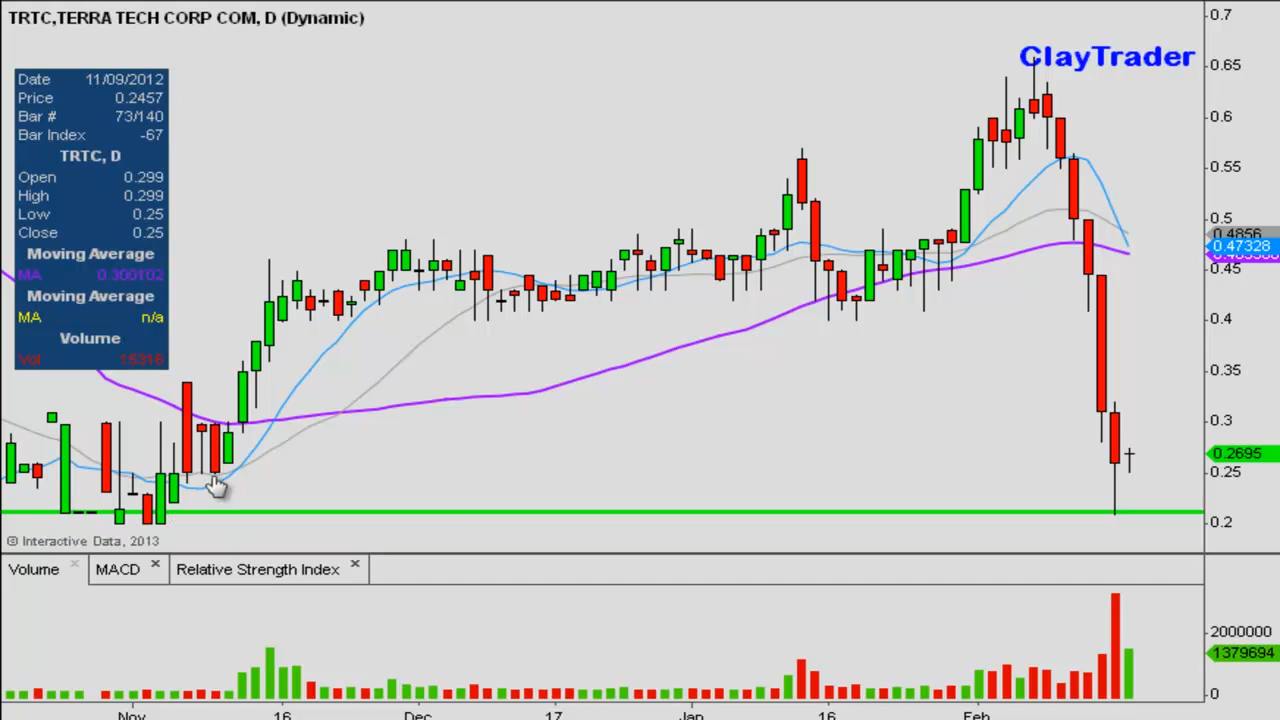 TRTC,TERRA TECH CORP COM, D (Dynamic)
ClayTrader
Date 11/09/2012
Price 0.2457
Bar # 73/140
Bar Index -67
TRTC, D
Open 0.299
High 0.299
Low 0.25
Close 0.25
Moving Average
MA 0.300102
Moving Average
MA n/a
Volume
Vol 15316
0.7
0.65
0.6
0.55
0.5
0.4856
0.47328
0.45
0.4
0.35
0.3
0.2695
0.25
0.2
© Interactive Data, 2013
Volume × MACD × Relative Strength Index ×
2000000
1379694
0
Nov 16 Dec 17 Jan 16 Feb